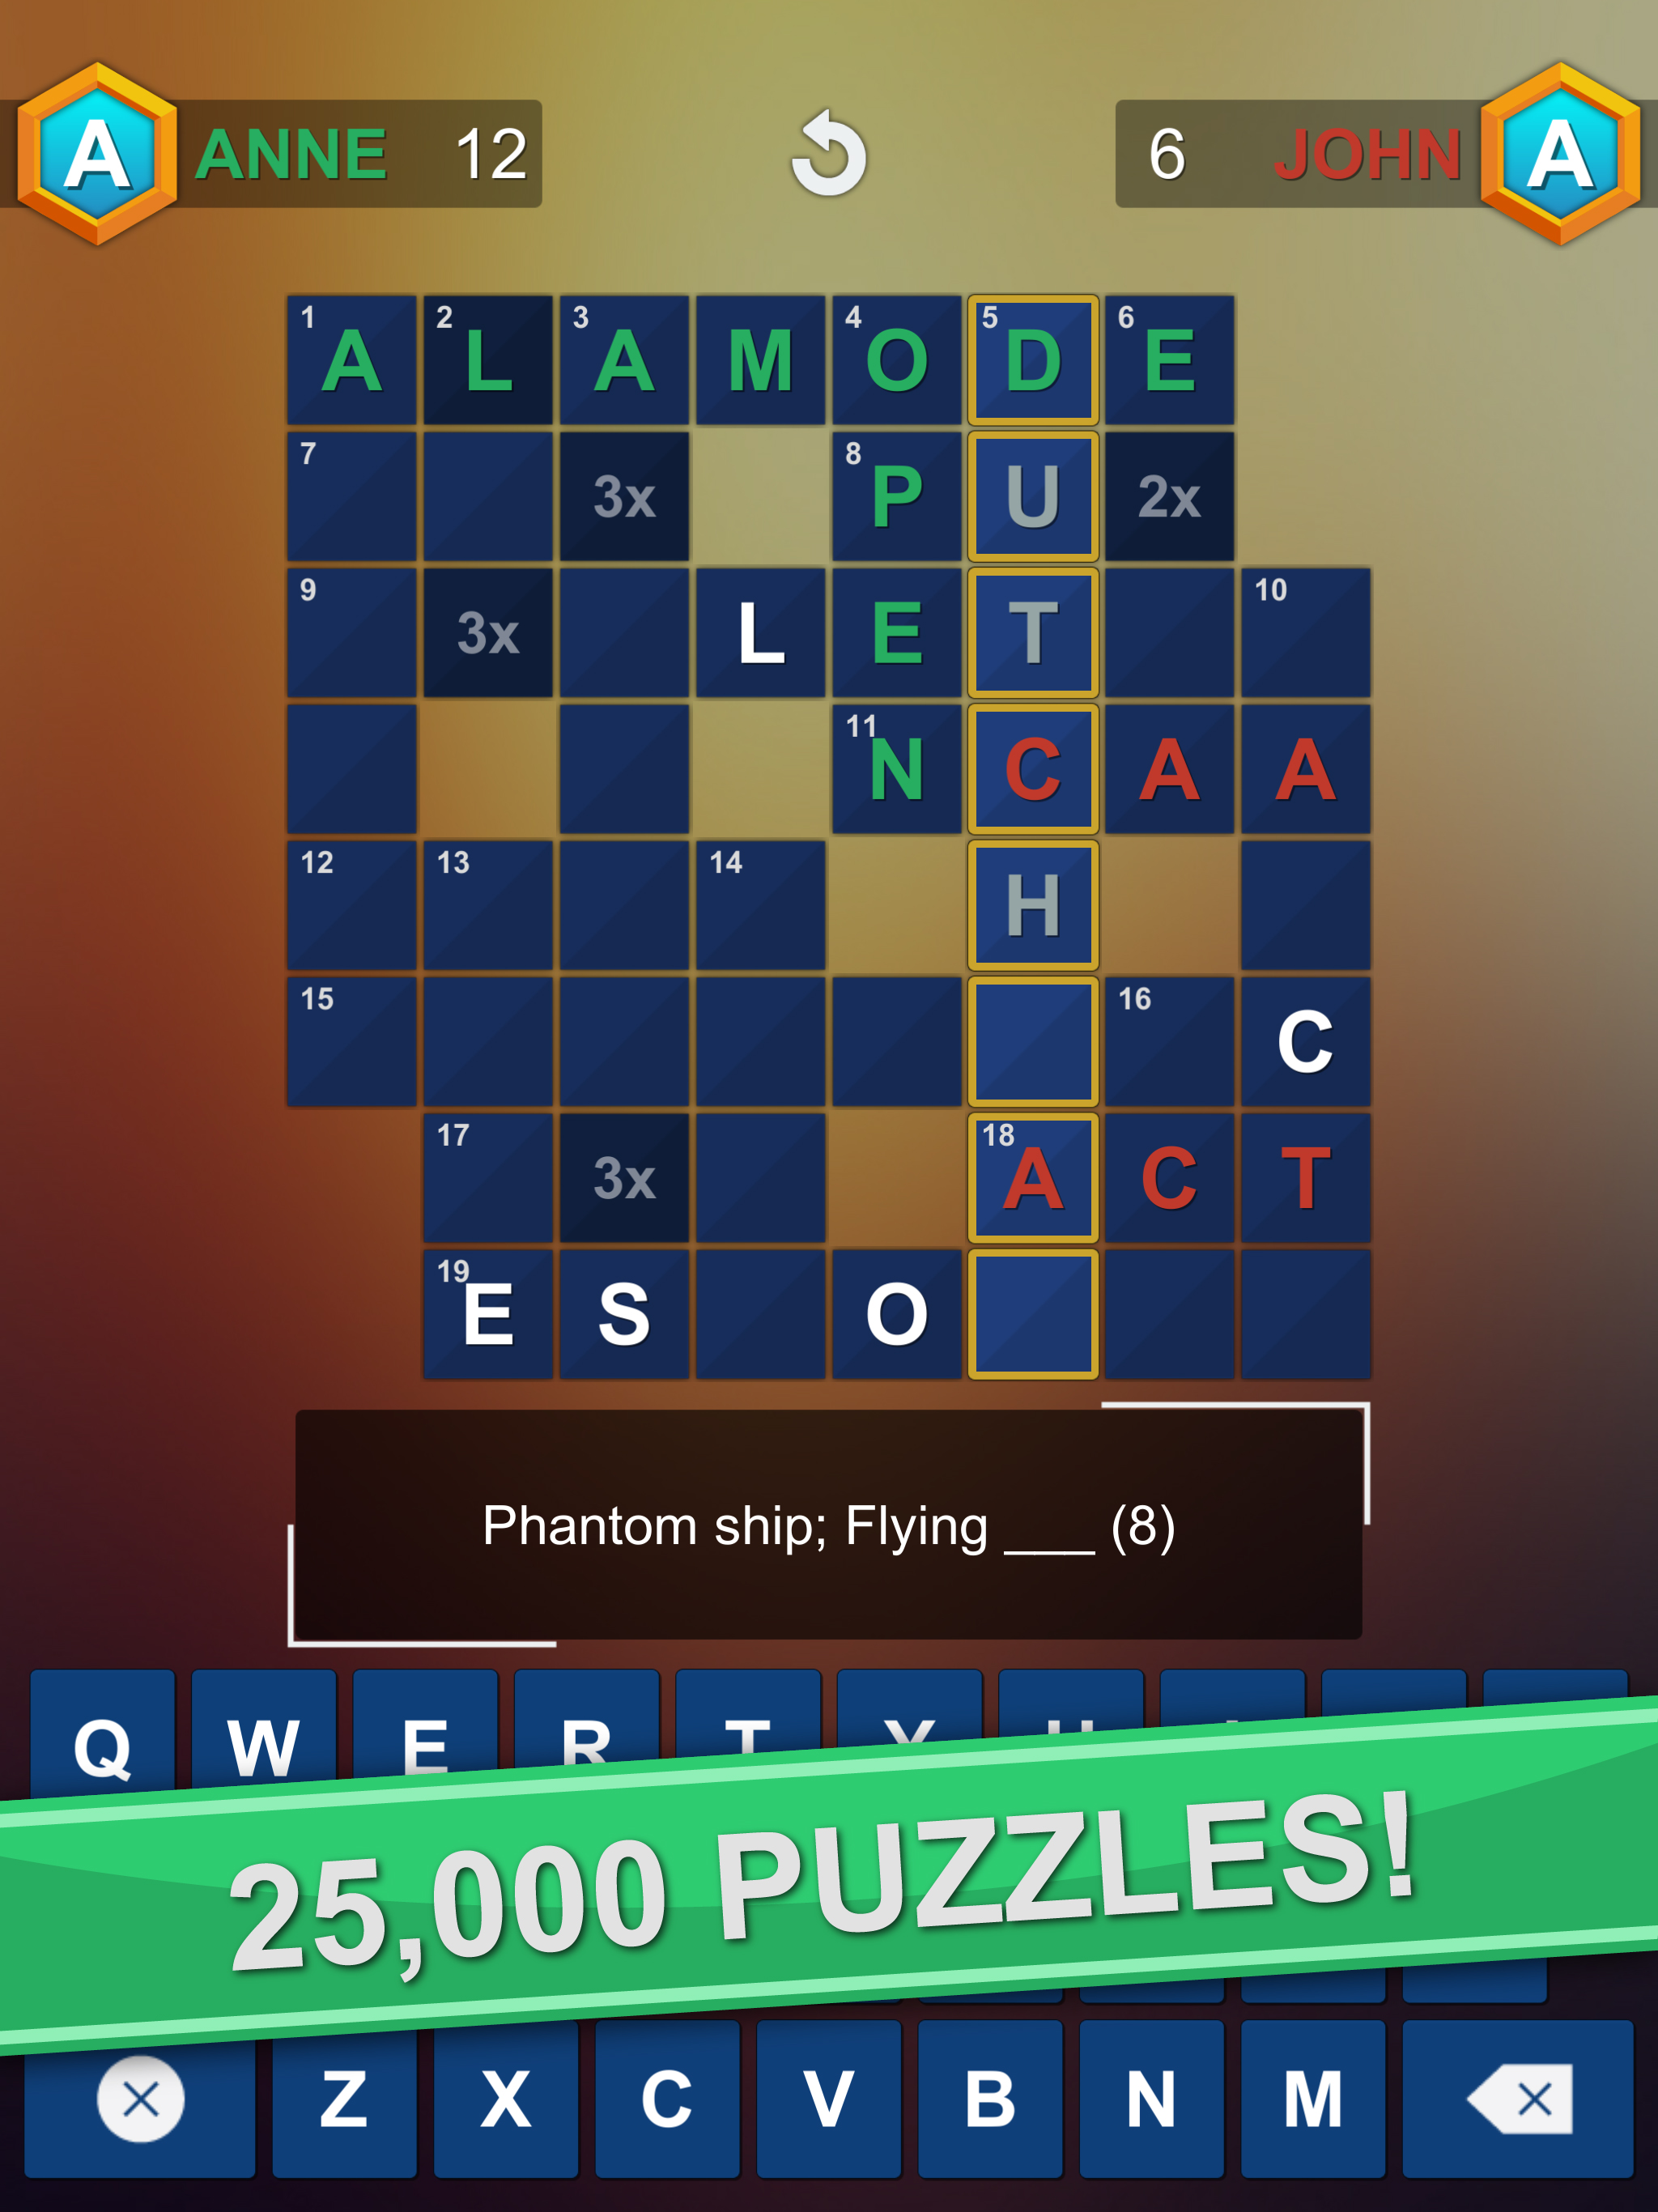 A ANNE 12 6 JOHN A
1 A 2 L 3 A M 4 O 5 D 6 E
7 3x 8 P U 2x
9 3x L E T 10
11 N C A A
12 13 14 H
15 16 C
17 3x 18 A C T
19 E S O
Phantom ship; Flying ___ (8)
Q W E R T Y U
25,000 PUZZLES!
Z X C V B N M